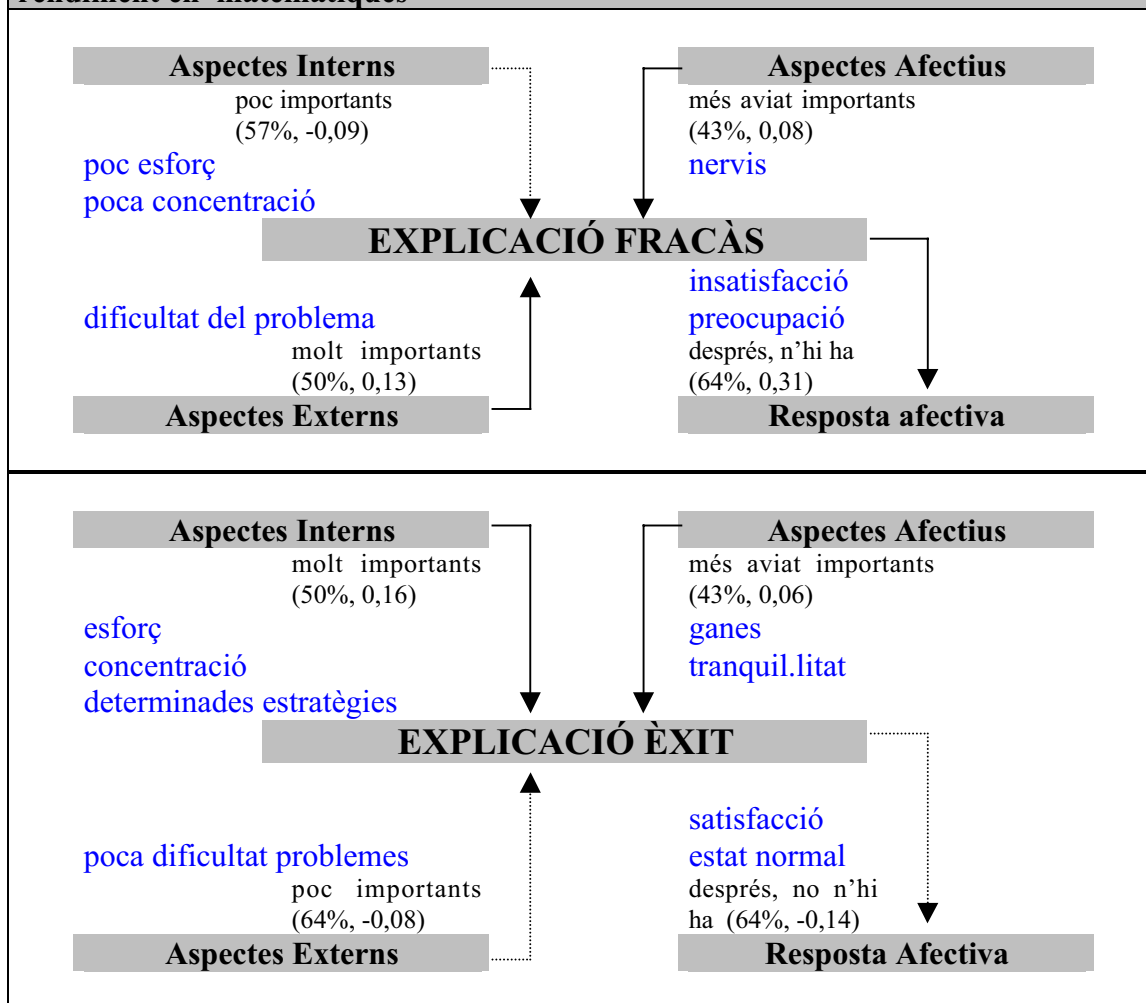 rendiment en matemàtiques
Aspectes Interns
poc importants
(57%, -0,09)
poc esforç
poca concentració
Aspectes Afectius
més aviat importants
(43%, 0,08)
nervis
EXPLICACIÓ FRACÀS
dificultat del problema
molt importants
(50%, 0,13)
Aspectes Externs
insatisfacció
preocupació
després, n’hi ha
(64%, 0,31)
Resposta afectiva
Aspectes Interns
molt importants
(50%, 0,16)
esforç
concentració
determinades estratègies
Aspectes Afectius
més aviat importants
(43%, 0,06)
ganes
tranquil.litat
EXPLICACIÓ ÈXIT
poca dificultat problemes
poc importants
(64%, -0,08)
Aspectes Externs
satisfacció
estat normal
després, no n’hi
ha (64%, -0,14)
Resposta Afectiva